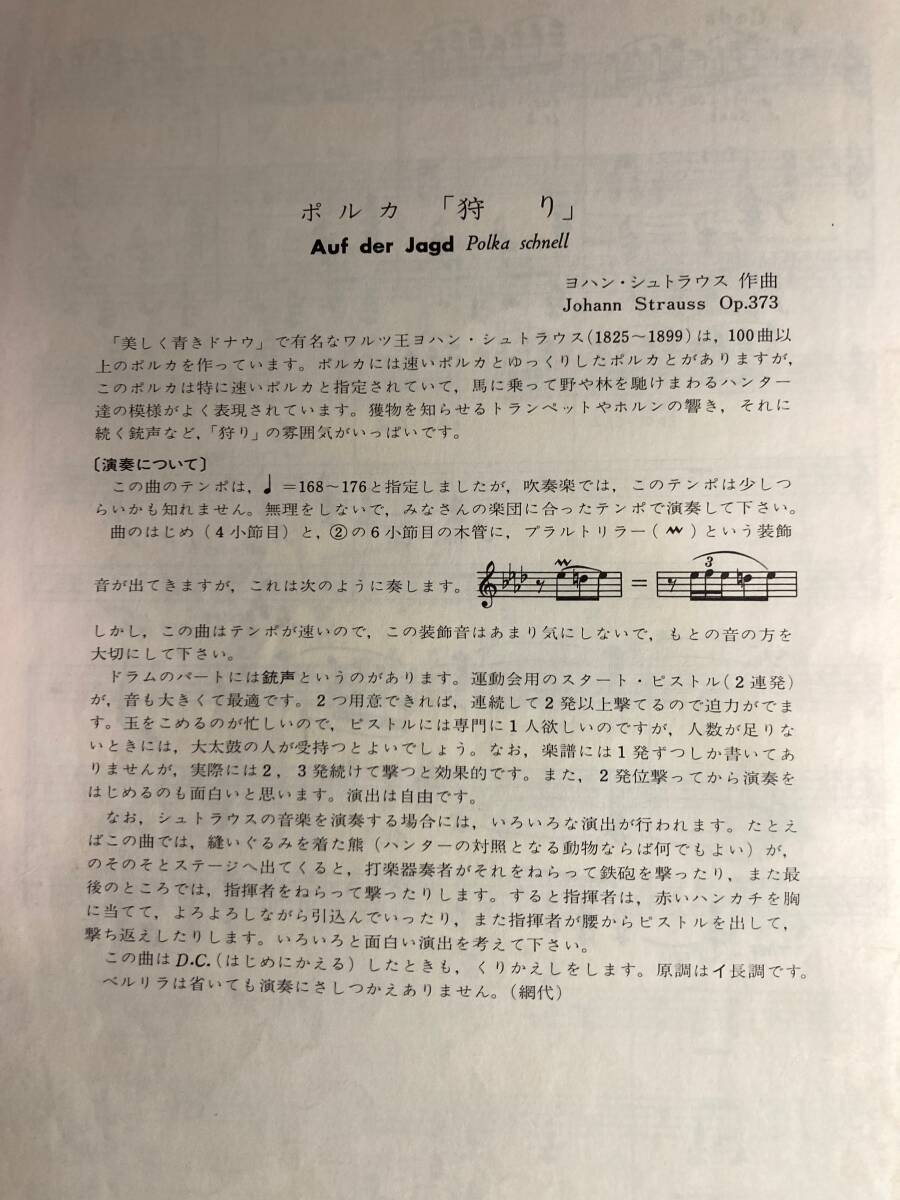 ポルカ 「狩 り」
Auf der Jagd Polka schnell
ヨハン・シュトラウス 作曲
Johann Strauss Op.373
「美しく青きドナウ」で有名なワルツ王ヨハン・シュトラウス(1825〜1899)は,100曲以
上のポルカを作っています。ポルカには速いポルカとゆっくりしたポルカとがありますが,
このポルカは特に速いポルカと指定されていて,馬に乗って野や林を馳けまわるハンター
達の模様がよく表現されています。獲物を知らせるトランペットやホルンの響き,それに
続く銃声など,「狩り」の雰囲気がいっぱいです。
〔演奏について〕
この曲のテンポは,♩=168〜176と指定しましたが,吹奏楽では,このテンポは少しつ
らいかも知れません。無理をしないで,みなさんの楽団に合ったテンポで演奏して下さい。
曲のはじめ(4小節目)と,②の6小節目の木管に,プラルトリラー( )という装飾
音が出てきますが,これは次のように奏します。 = 3
しかし,この曲はテンポが速いので,この装飾音はあまり気にしないで,もとの音の方を
大切にして下さい。
ドラムのパートには銃声というのがあります。運動会用のスタート・ピストル(2連発)
が,音も大きくて最適です。2つ用意できれば,連続して2発以上撃てるので迫力がでま
す。玉をこめるのが忙しいので,ピストルには専門に1人欲しいのですが,人数が足りな
いときには,大太鼓の人が受持つとよいでしょう。なお,楽譜には1発ずつしか書いてあ
りませんが,実際には2,3発続けて撃つと効果的です。また,2発位撃ってから演奏を
はじめるのも面白いと思います。演出は自由です。
なお,シュトラウスの音楽を演奏する場合には,いろいろな演出が行われます。たとえ
ばこの曲では,縫いぐるみを着た熊(ハンターの対照となる動物ならば何でもよい)が,
のそのそとステージへ出てくると,打楽器奏者がそれをねらって鉄砲を撃ったり,また最
後のところでは,指揮者をねらって撃ったりします。すると指揮者は,赤いハンカチを胸
に当てて,よろよろしながら引込んでいったり,また指揮者が腰からピストルを出して,
撃ち返えしたりします。いろいろと面白い演出を考えて下さい。
この曲はD.C.(はじめにかえる)したときも,くりかえしをします。原調はイ長調です。
ベルリラは省いても演奏にさしつかえありません。(網代)